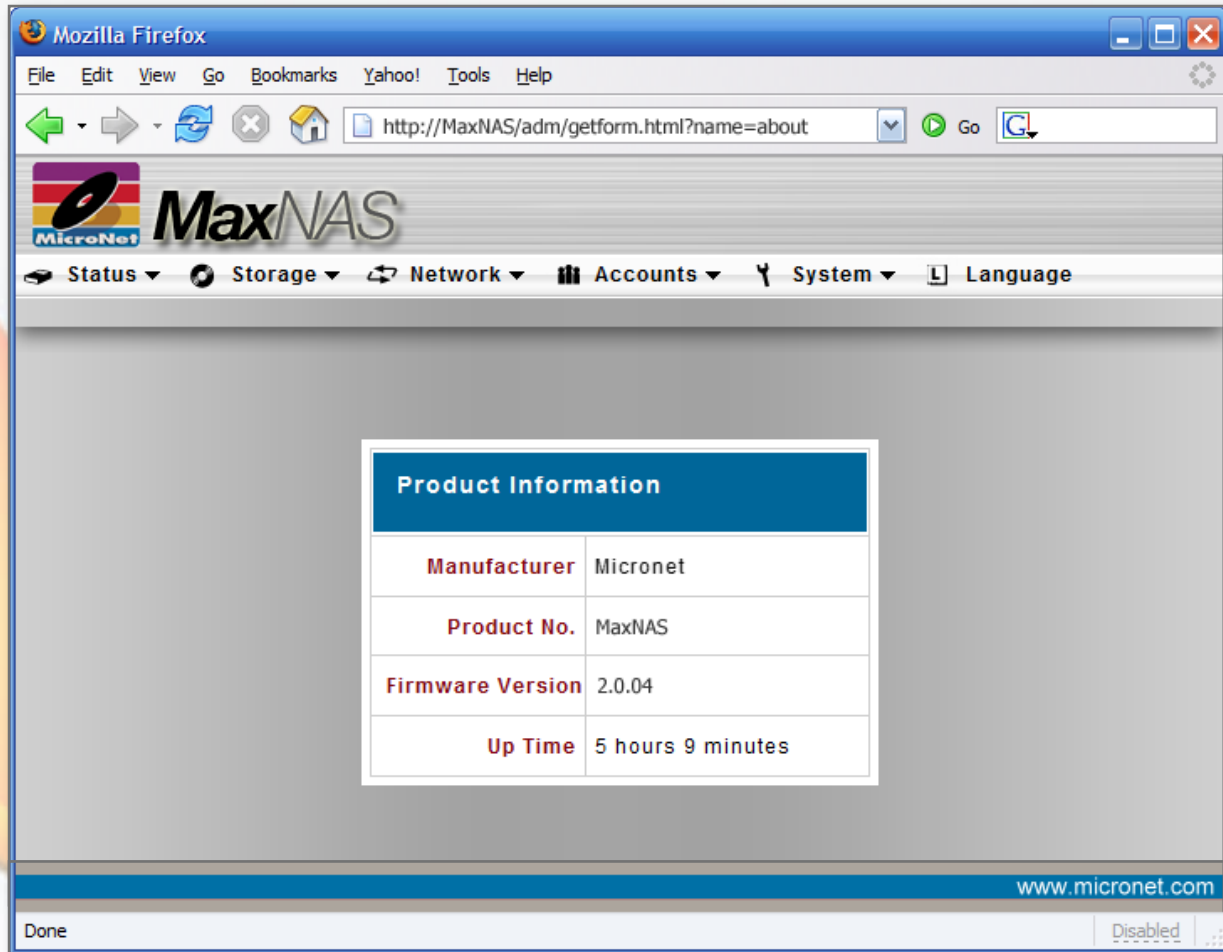 Mozilla Firefox
File Edit View Go Bookmarks Yahoo! Tools Help
http://MaxNAS/adm/getform.html?name=about Go G
MicroNet MaxNAS
Status Storage Network Accounts System L Language
Product Information
Manufacturer Micronet
Product No. MaxNAS
Firmware Version 2.0.04
Up Time 5 hours 9 minutes
www.micronet.com
Done Disabled